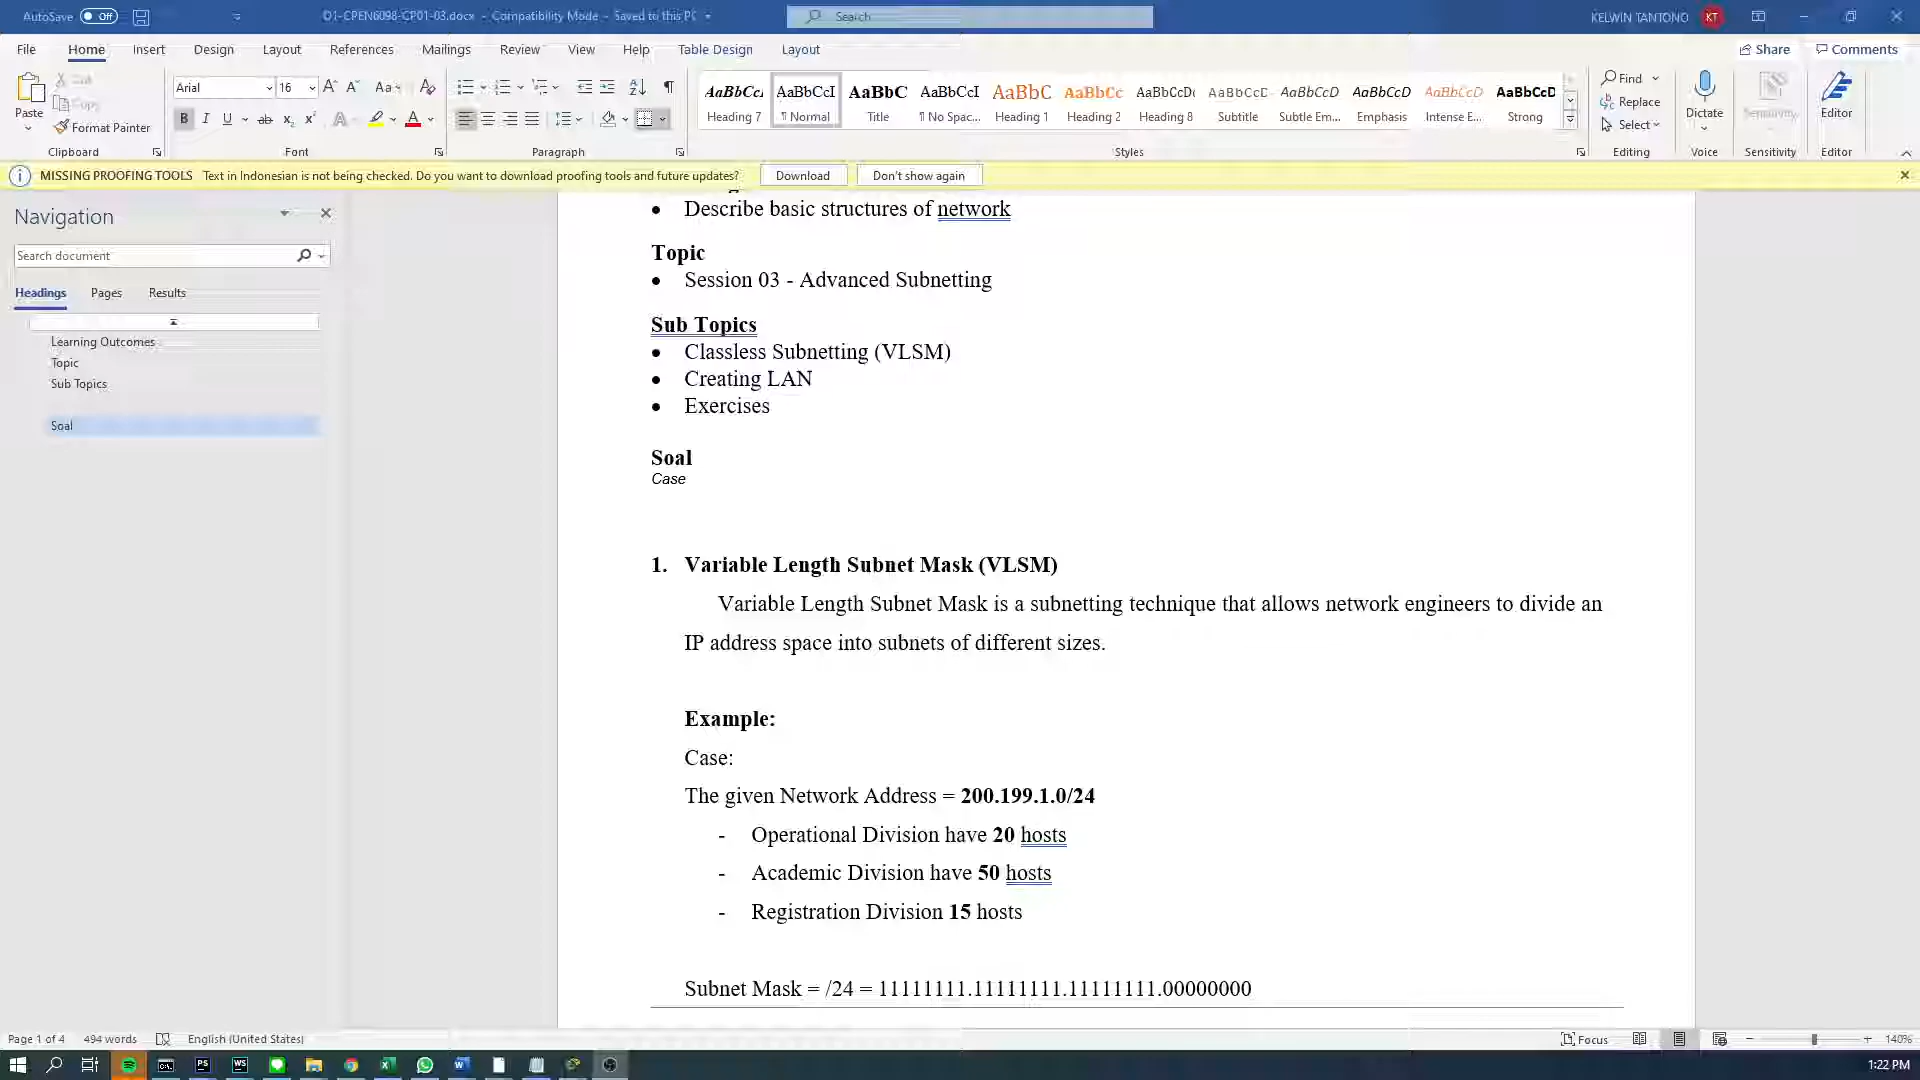 AutoSave Off O1-CPEN6098-CP01-03.docx - Compatibility Mode - Saved to this PC Search KELWIN TANTONO KT
File Home Insert Design Layout References Mailings Review View Help Table Design Layout Share Comments
Paste Cut Copy Format Painter
Arial 16
AaBbCcI AaBbCcI AaBbC AaBbCcI AaBbC AaBbCc AaBbCcDc AaBbCcD AaBbCcD AaBbCcD AaBbCcD AaBbCcD
Heading 7 ¶ Normal Title ¶ No Spac... Heading 1 Heading 2 Heading 8 Subtitle Subtle Em... Emphasis Intense E... Strong
Find Replace Select
Dictate Sensitivity Editor
Clipboard Font Paragraph Styles Editing Voice Sensitivity Editor
MISSING PROOFING TOOLS Text in Indonesian is not being checked. Do you want to download proofing tools and future updates? Download Don't show again
Navigation
Search document
Headings Pages Results
Learning Outcomes
Topic
Sub Topics
Soal
• Describe basic structures of network
Topic
• Session 03 - Advanced Subnetting
Sub Topics
• Classless Subnetting (VLSM)
• Creating LAN
• Exercises
Soal
Case
1. Variable Length Subnet Mask (VLSM)
Variable Length Subnet Mask is a subnetting technique that allows network engineers to divide an
IP address space into subnets of different sizes.
Example:
Case:
The given Network Address = 200.199.1.0/24
- Operational Division have 20 hosts
- Academic Division have 50 hosts
- Registration Division 15 hosts
Subnet Mask = /24 = 11111111.11111111.11111111.00000000
Page 1 of 4 494 words English (United States) Focus 140%
1:22 PM